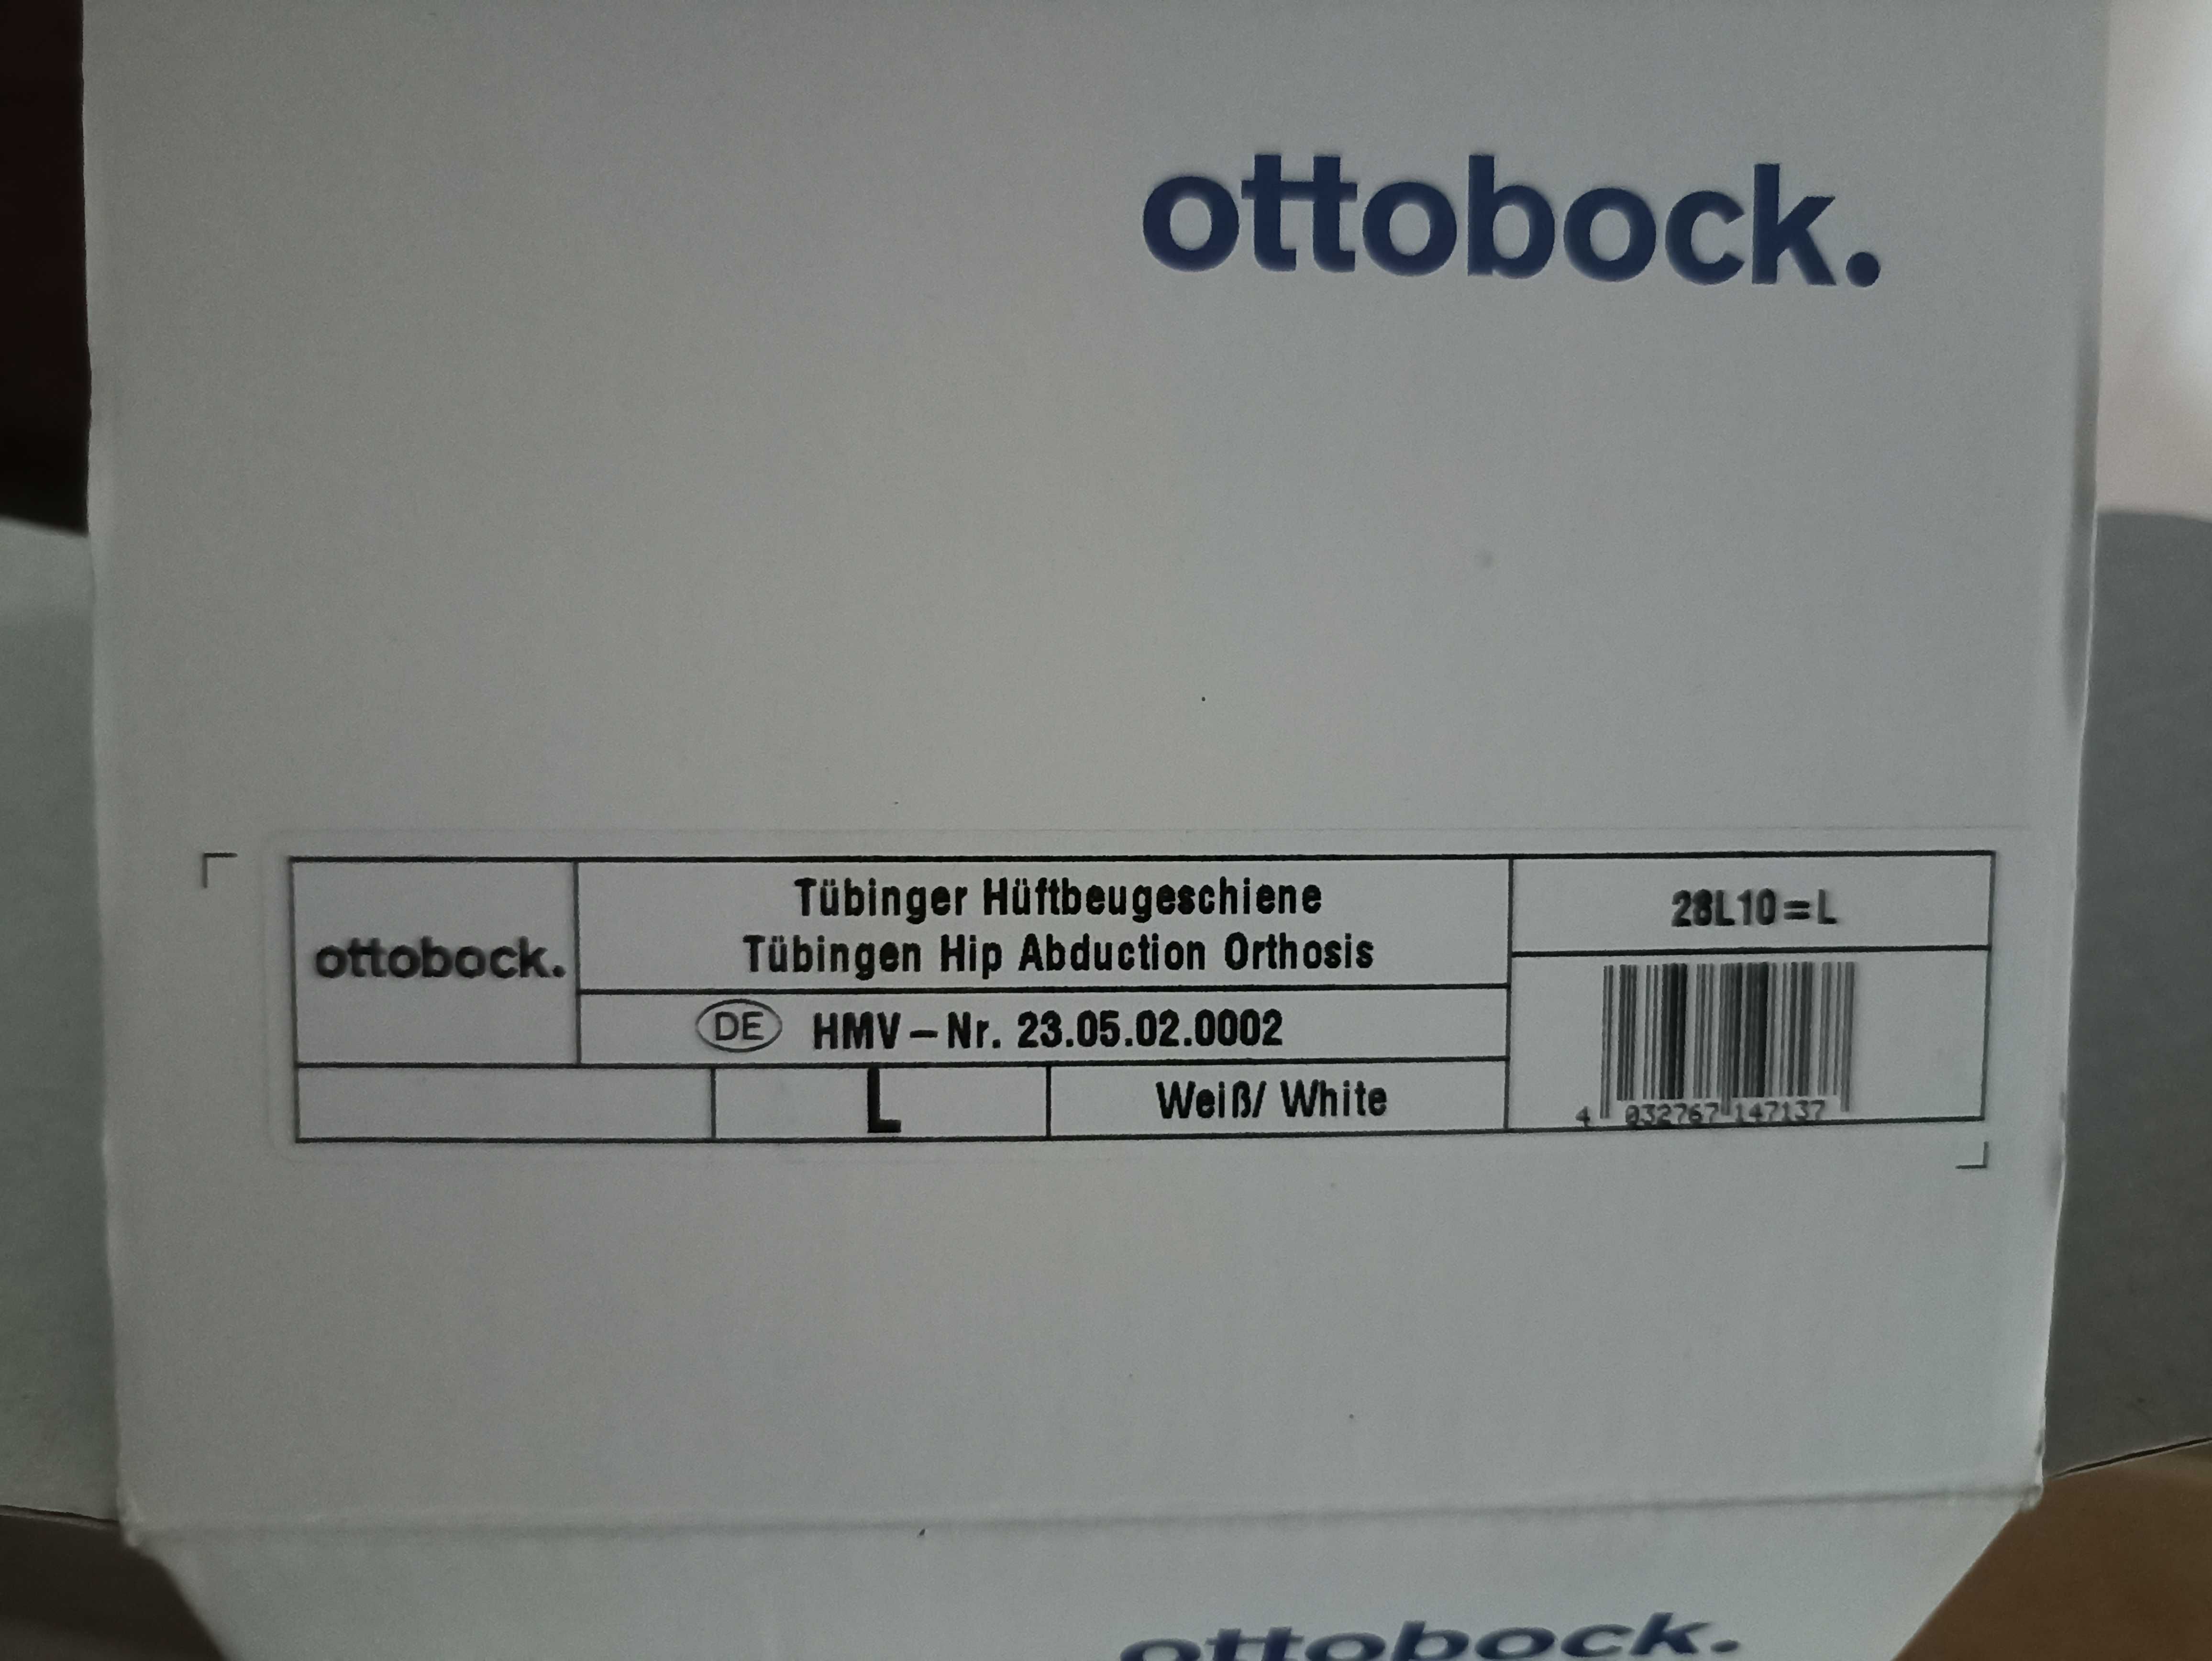 ottobock.
ottobock.
Tübinger Hüftbeugeschiene
Tübingen Hip Abduction Orthosis
DE HMV-Nr. 23.05.02.0002
L
Weiß/ White
28L10=L
4 032767 147137
ottobock.